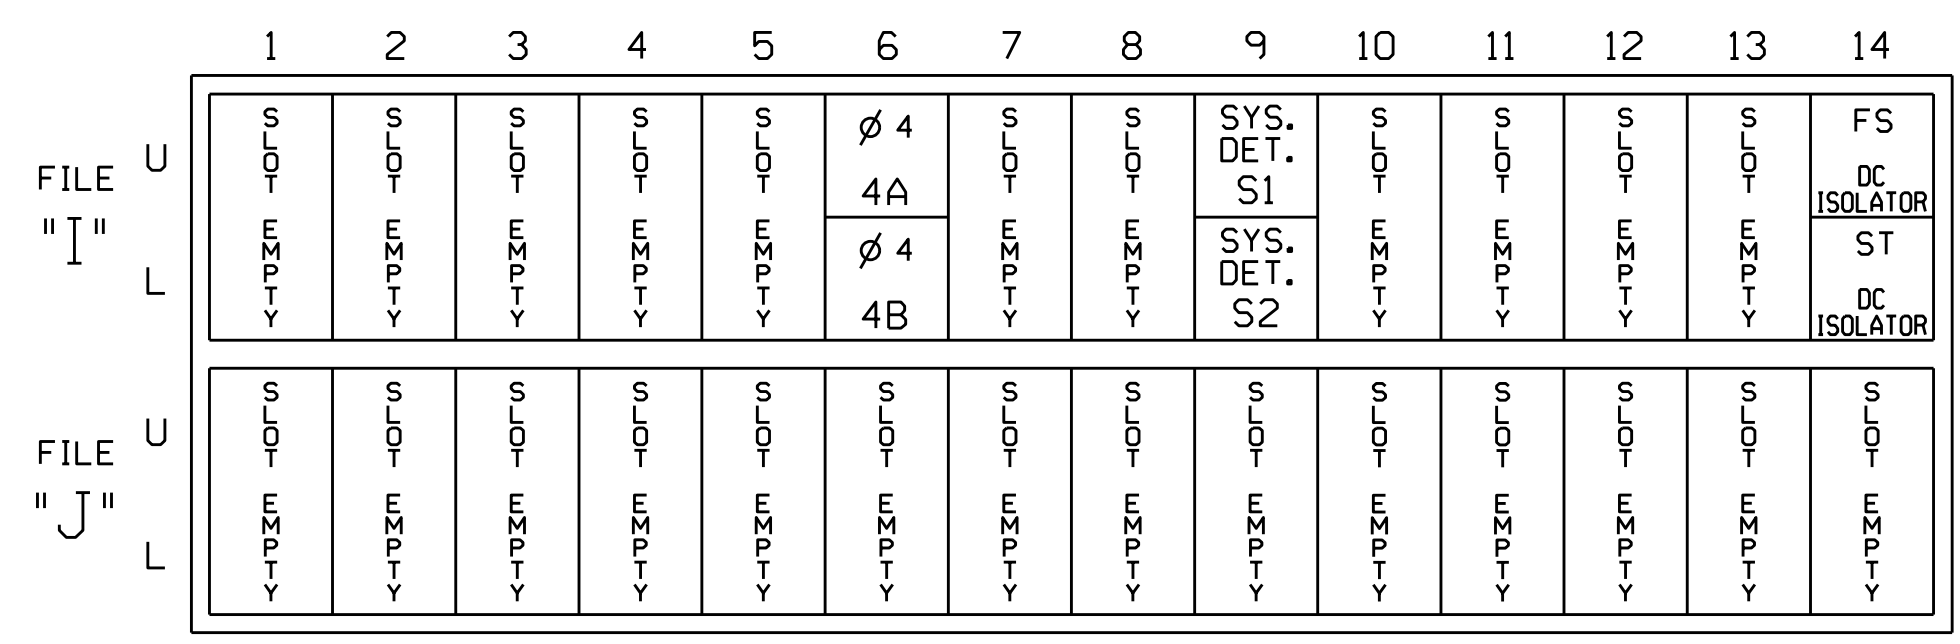 1 2 3 4 5 6 7 8 9 10 11 12 13 14
FILE "I"
U
L
SLOT EMPTY
SLOT EMPTY
SLOT EMPTY
SLOT EMPTY
SLOT EMPTY
Ø 4
4A
Ø 4
4B
SLOT EMPTY
SLOT EMPTY
SYS.
DET.
S1
SYS.
DET.
S2
SLOT EMPTY
SLOT EMPTY
SLOT EMPTY
SLOT EMPTY
FS
DC
ISOLATOR
ST
DC
ISOLATOR
FILE "J"
U
L
SLOT EMPTY
SLOT EMPTY
SLOT EMPTY
SLOT EMPTY
SLOT EMPTY
SLOT EMPTY
SLOT EMPTY
SLOT EMPTY
SLOT EMPTY
SLOT EMPTY
SLOT EMPTY
SLOT EMPTY
SLOT EMPTY
SLOT EMPTY